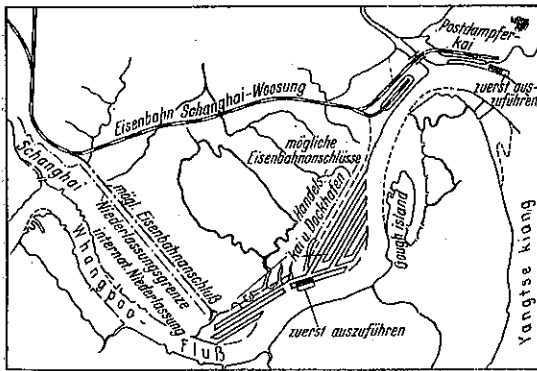 Postdampfer-
kai
zuerst aus-
zuführen
Eisenbahn Schanghai-Woosung
mögliche
Eisenbahnanschlüsse
Schanghai
mögl. Eisenbahnanschluß
Niederlassungsgrenze
internat. Niederlassung
Handels-
kai u. Dockhafen
Gough Island
Yangtse kiang
Whangpoo-
Fluß
zuerst auszuführen